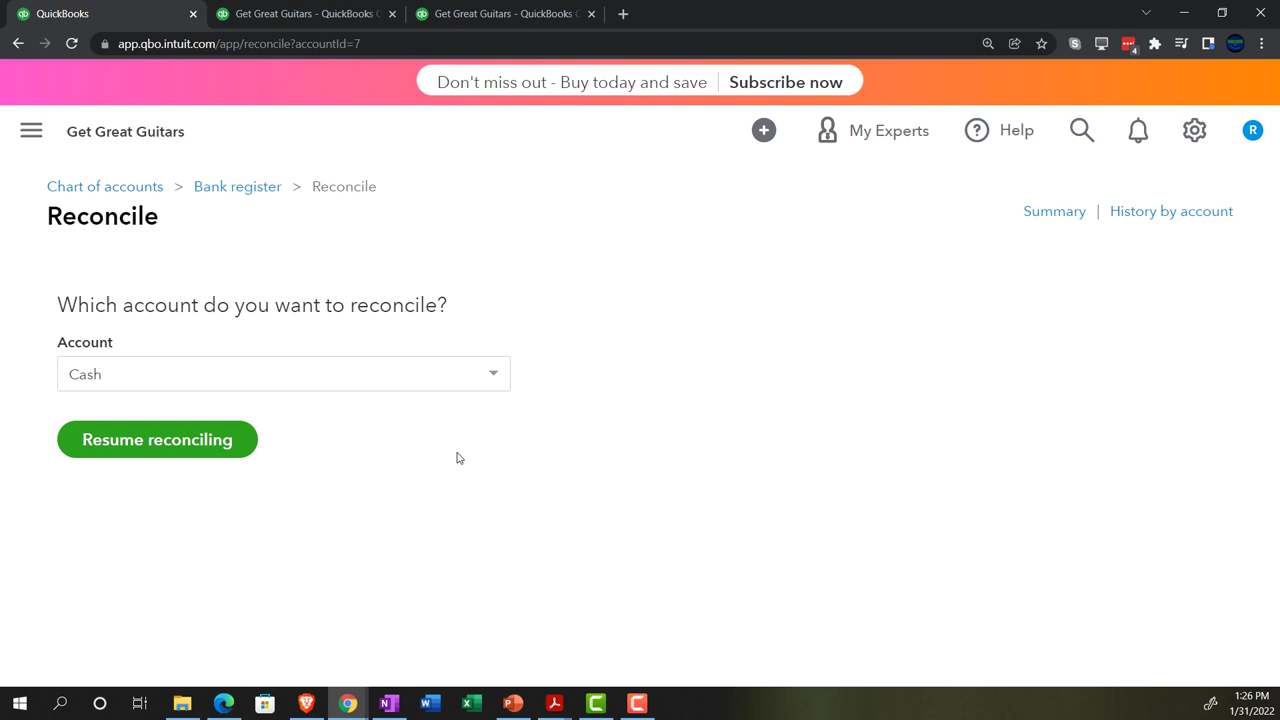 QuickBooks
Get Great Guitars - QuickBooks C
Get Great Guitars - QuickBooks C
app.qbo.intuit.com/app/reconcile?accountId=7
4
Don't miss out - Buy today and save Subscribe now
Get Great Guitars
My Experts
Help
R
Chart of accounts > Bank register > Reconcile
Reconcile
Summary | History by account
Which account do you want to reconcile?
Account
Cash
Resume reconciling
1:26 PM
1/31/2022